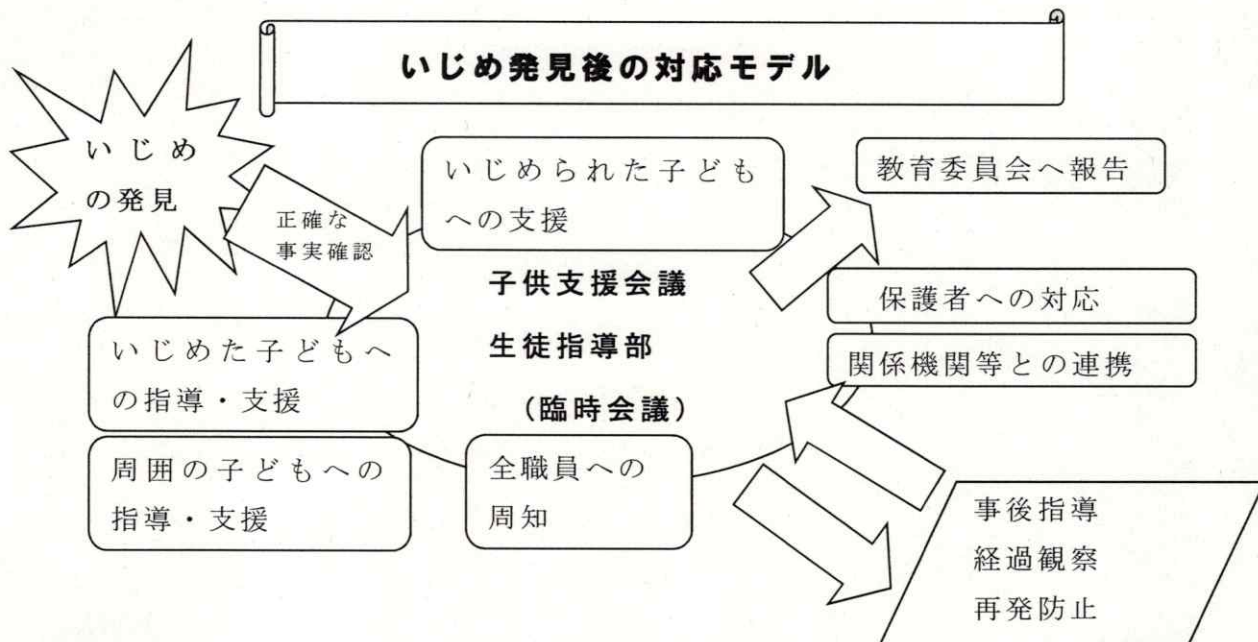 いじめ発見後の対応モデル
いじめ
の発見
正確な
事実確認
いじめられた子ども
への支援
教育委員会へ報告
子供支援会議
生徒指導部
（臨時会議）
保護者への対応
関係機関等との連携
いじめた子どもへ
の指導・支援
周囲の子どもへの
指導・支援
全職員への
周知
事後指導
経過観察
再発防止